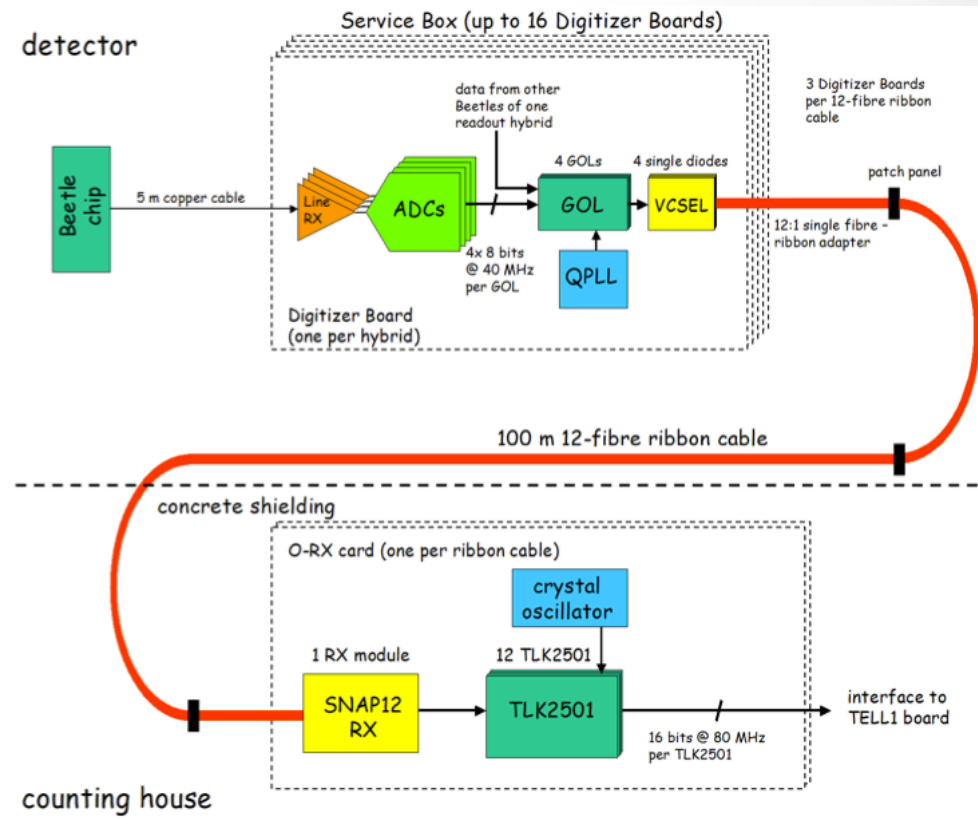 Service Box (up to 16 Digitizer Boards)
detector
data from other
Beetles of one
readout hybrid
3 Digitizer Boards
per 12-fibre ribbon
cable
Beetle
chip
5 m copper cable
Line
RX
ADCs
4x 8 bits
@ 40 MHz
per GOL
4 GOLs
GOL
QPLL
4 single diodes
VCSEL
patch panel
12:1 single fibre -
ribbon adapter
Digitizer Board
(one per hybrid)
100 m 12-fibre ribbon cable
concrete shielding
O-RX card (one per ribbon cable)
crystal
oscillator
1 RX module
SNAP12
RX
12 TLK2501
TLK2501
16 bits @ 80 MHz
per TLK2501
interface to
TELL1 board
counting house